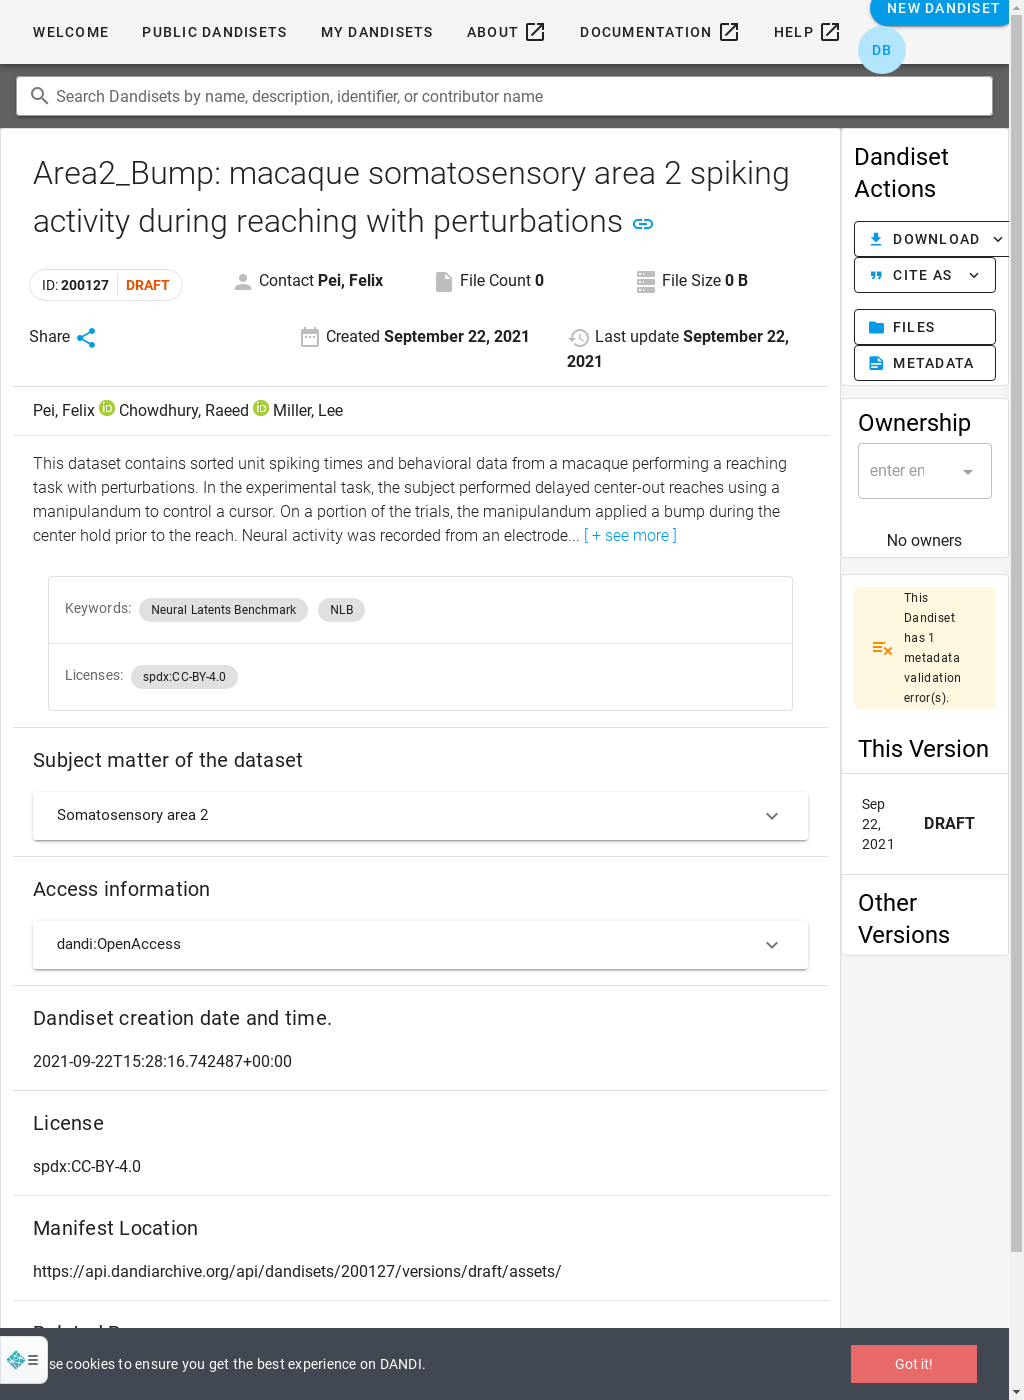 WELCOME
PUBLIC DANDISETS
MY DANDISETS
ABOUT
DOCUMENTATION
HELP
NEW DANDISET
DB
Search Dandisets by name, description, identifier, or contributor name
Area2_Bump: macaque somatosensory area 2 spiking
activity during reaching with perturbations
ID: 200127 DRAFT
Contact Pei, Felix
File Count 0
File Size 0 B
Share
Created September 22, 2021
Last update September 22,
2021
Pei, Felix Chowdhury, Raeed Miller, Lee
This dataset contains sorted unit spiking times and behavioral data from a macaque performing a reaching
task with perturbations. In the experimental task, the subject performed delayed center-out reaches using a
manipulandum to control a cursor. On a portion of the trials, the manipulandum applied a bump during the
center hold prior to the reach. Neural activity was recorded from an electrode... [ + see more ]
Keywords: Neural Latents Benchmark NLB
Licenses: spdx:CC-BY-4.0
Subject matter of the dataset
Somatosensory area 2
Access information
dandi:OpenAccess
Dandiset creation date and time.
2021-09-22T15:28:16.742487+00:00
License
spdx:CC-BY-4.0
Manifest Location
https://api.dandiarchive.org/api/dandisets/200127/versions/draft/assets/
Dandiset
Actions
DOWNLOAD
CITE AS
FILES
METADATA
Ownership
enter en
No owners
This
Dandiset
has 1
metadata
validation
error(s).
This Version
Sep
22,
2021
DRAFT
Other
Versions
se cookies to ensure you get the best experience on DANDI.
Got it!